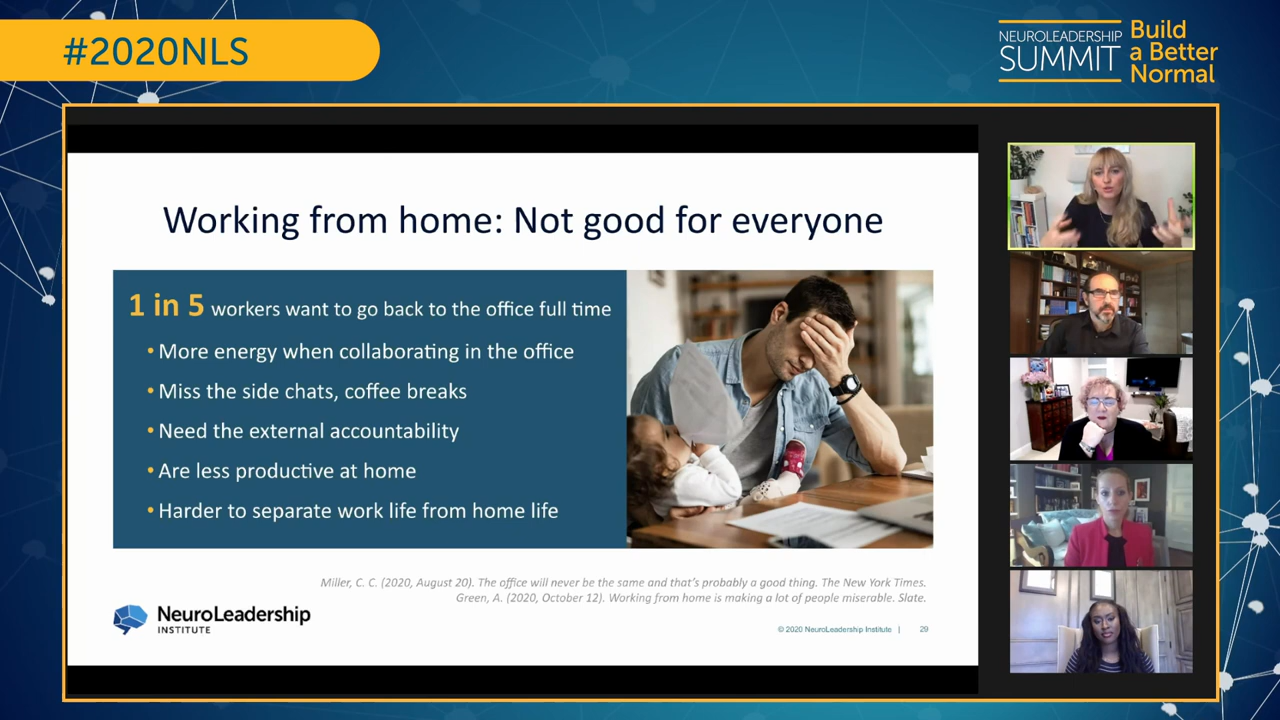 #2020NLS
NEUROLEADERSHIP
SUMMIT
Build
a Better
Normal
Working from home: Not good for everyone
1 in 5 workers want to go back to the office full time
• More energy when collaborating in the office
• Miss the side chats, coffee breaks
• Need the external accountability
• Are less productive at home
• Harder to separate work life from home life
Miller, C. C. (2020, August 20). The office will never be the same and that's probably a good thing. The New York Times.
Green, A. (2020, October 12). Working from home is making a lot of people miserable. Slate.
NeuroLeadership
INSTITUTE
© 2020 NeuroLeadership Institute | 29